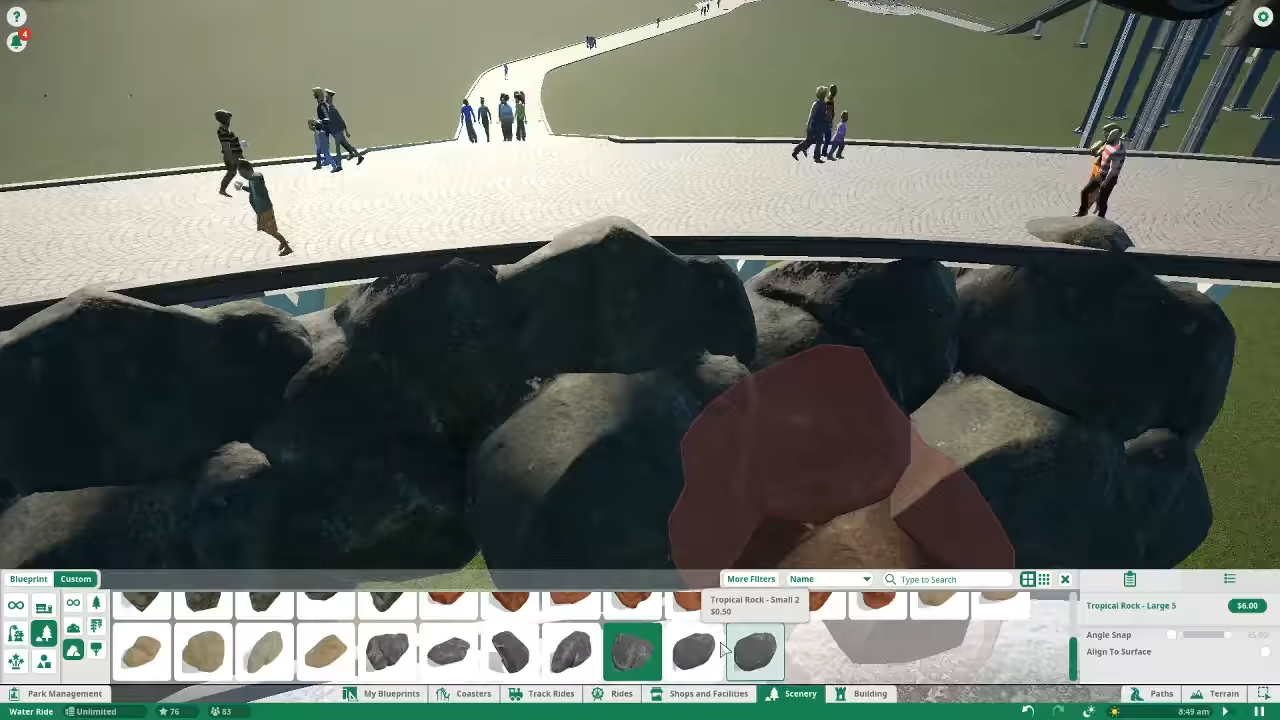 ?
4
Blueprint
Custom
More Filters
Name
Type to Search
Tropical Rock - Small 2
$0.50
Tropical Rock - Large 5
$6.00
Angle Snap
Align To Surface
Park Management
My Blueprints
Coasters
Track Rides
Rides
Shops and Facilities
Scenery
Building
Paths
Terrain
Water Ride
Unlimited
76
83
8:49 am